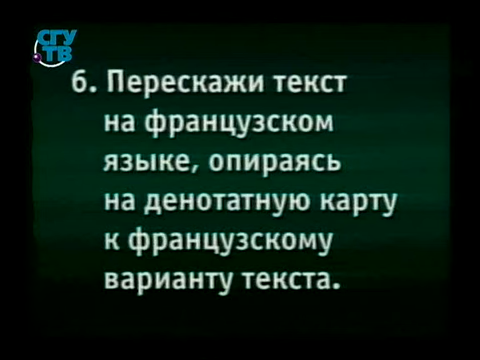 СГУ
ТВ
6. Перескажи текст
на французском
языке, опираясь
на денотатную карту
к французскому
варианту текста.